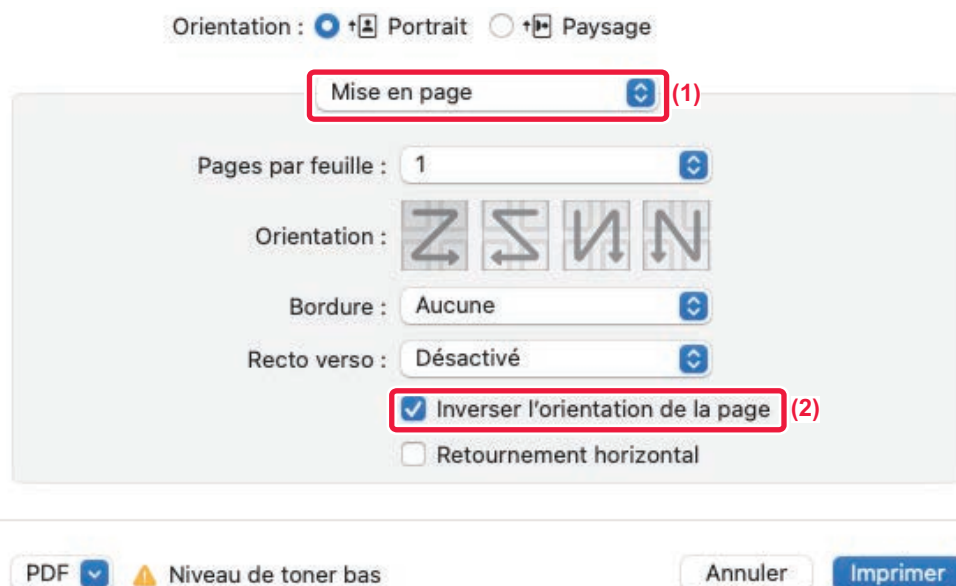 Orientation : Portrait Paysage
Mise en page (1)
Pages par feuille : 1
Orientation :
Bordure : Aucune
Recto verso : Désactivé
Inverser l'orientation de la page (2)
Retournement horizontal
PDF Niveau de toner bas Annuler Imprimer